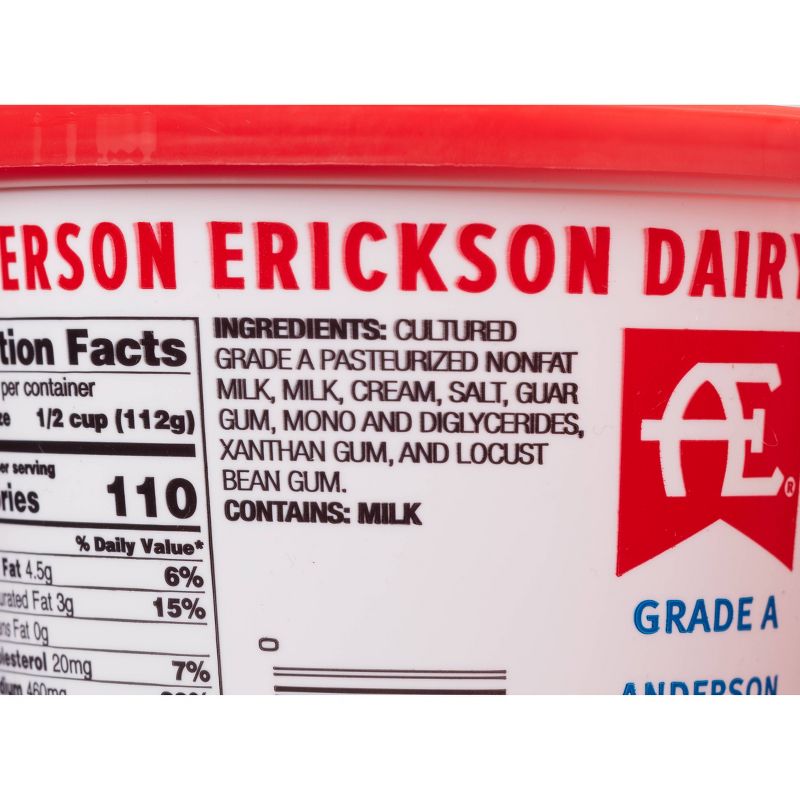 ERSON ERICKSON DAIRY
tion Facts
per container
ze 1/2 cup (112g)
er serving
ries 110
% Daily Value*
Fat 4.5g 6%
urated Fat 3g 15%
ns Fat 0g
lesterol 20mg 7%
dium 460mg
INGREDIENTS: CULTURED
GRADE A PASTEURIZED NONFAT
MILK, MILK, CREAM, SALT, GUAR
GUM, MONO AND DIGLYCERIDES,
XANTHAN GUM, AND LOCUST
BEAN GUM.
CONTAINS: MILK
0
AE®
GRADE A
ANDERSON